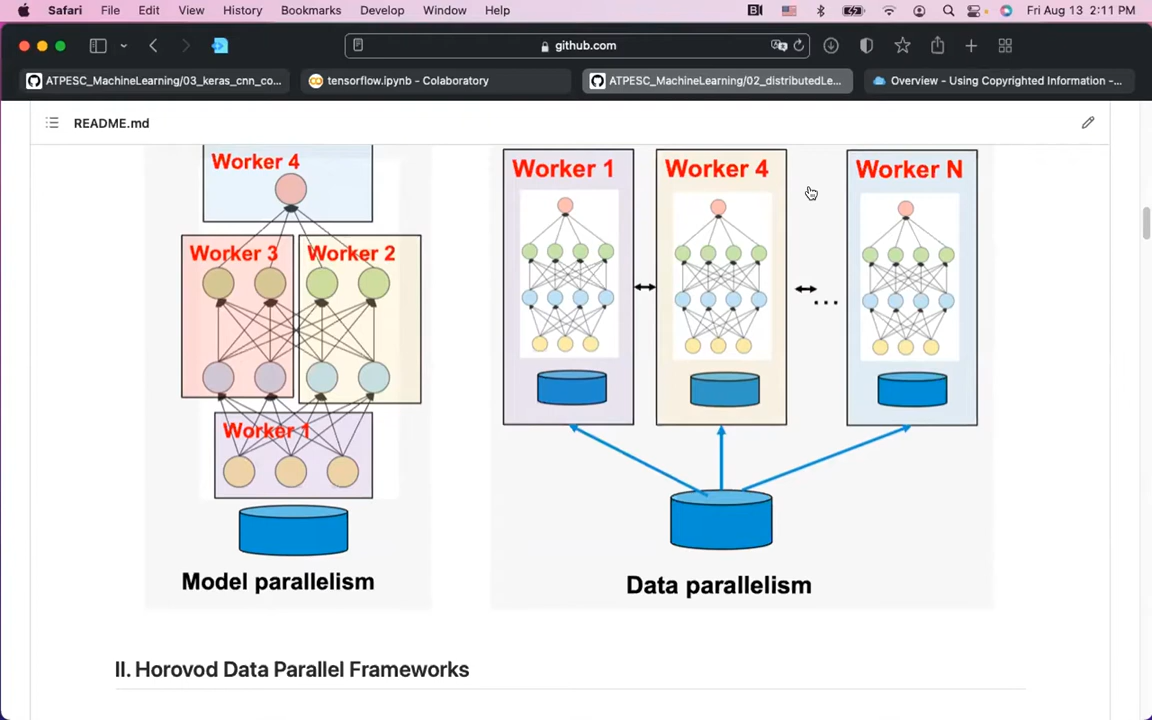 Safari File Edit View History Bookmarks Develop Window Help Fri Aug 13 2:11 PM
github.com
ATPESC_MachineLearning/03_keras_cnn_co...
tensorflow.ipynb - Colaboratory
ATPESC_MachineLearning/02_distributedLe...
Overview - Using Copyrighted Information -...
README.md
Worker 4
Worker 3
Worker 2
Worker 1
Model parallelism
Worker 1
Worker 4
Worker N
...
Data parallelism
II. Horovod Data Parallel Frameworks